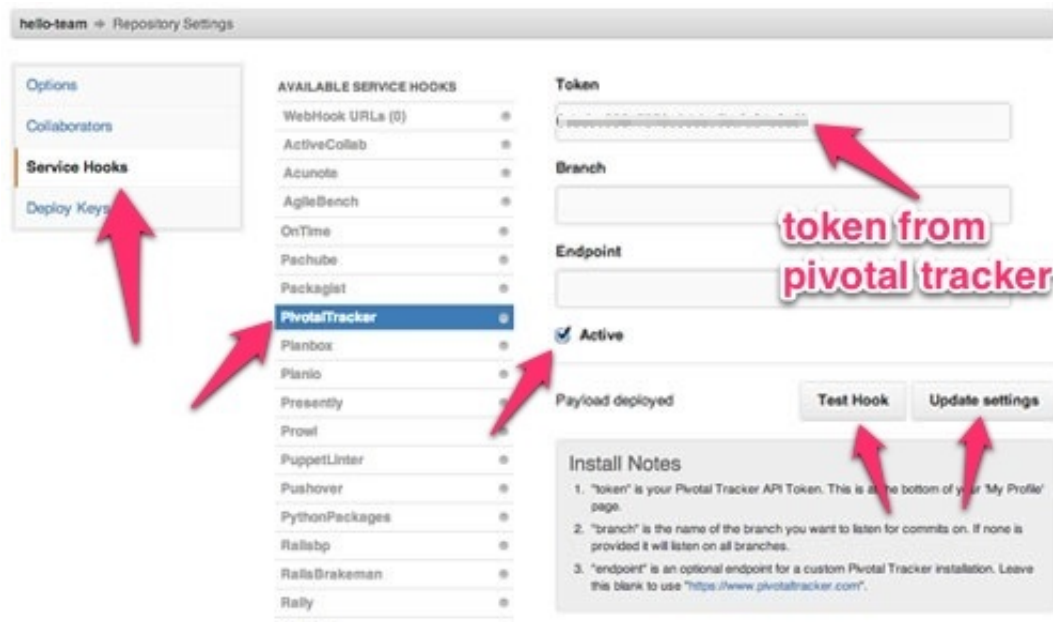 hello-team → Repository Settings
Options
Collaborators
Service Hooks
Deploy Keys
AVAILABLE SERVICE HOOKS
WebHook URLs (0)
ActiveCollab
Acunote
AgileBench
OnTime
Pachube
Packagist
PivotalTracker
Planbox
Planio
Presently
Prowl
PuppetLinter
Pushover
PythonPackages
Railsbp
RailsBrakeman
Rally
Token
Branch
token from
pivotal tracker
Endpoint
Active
Payload deployed
Test Hook
Update settings
Install Notes
1. "token" is your Pivotal Tracker API Token. This is at the bottom of your 'My Profile'
page.
2. "branch" is the name of the branch you want to listen for commits on. If none is
provided it will listen on all branches.
3. "endpoint" is an optional endpoint for a custom Pivotal Tracker installation. Leave
this blank to use "https://www.pivotaltracker.com".